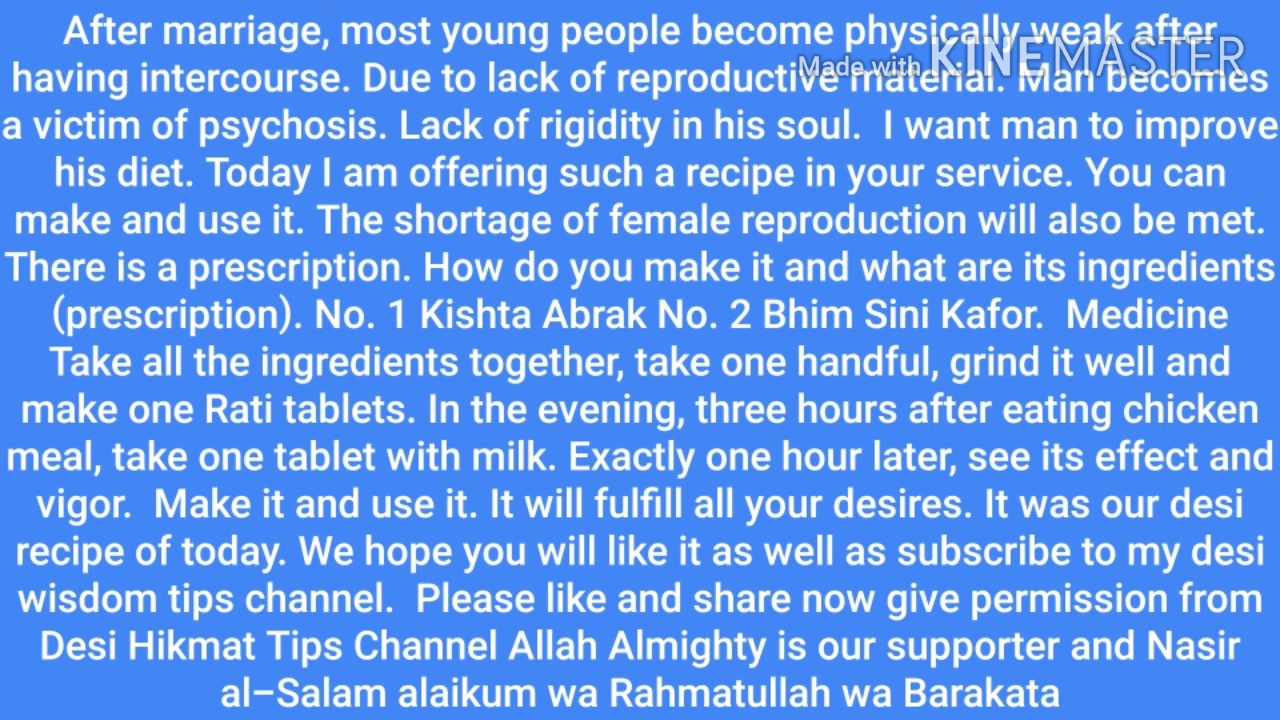 After marriage, most young people become physically weak after
having intercourse. Due to lack of reproductive material. Man becomes
a victim of psychosis. Lack of rigidity in his soul. I want man to improve
his diet. Today I am offering such a recipe in your service. You can
make and use it. The shortage of female reproduction will also be met.
There is a prescription. How do you make it and what are its ingredients
(prescription). No. 1 Kishta Abrak No. 2 Bhim Sini Kafor. Medicine
Take all the ingredients together, take one handful, grind it well and
make one Rati tablets. In the evening, three hours after eating chicken
meal, take one tablet with milk. Exactly one hour later, see its effect and
vigor. Make it and use it. It will fulfill all your desires. It was our desi
recipe of today. We hope you will like it as well as subscribe to my desi
wisdom tips channel. Please like and share now give permission from
Desi Hikmat Tips Channel Allah Almighty is our supporter and Nasir
al–Salam alaikum wa Rahmatullah wa Barakata
Made with KINEMASTER